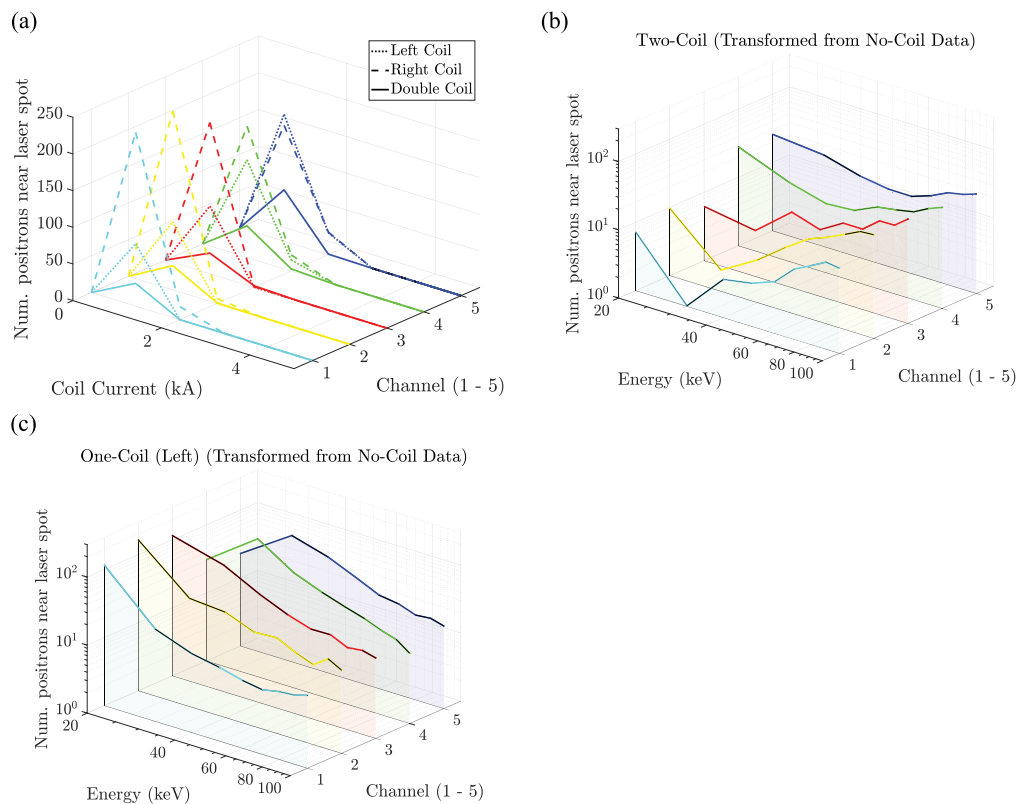 (a)
Left Coil
Right Coil
Double Coil
Num. positrons near laser spot
250
200
150
100
50
0
0
2
4
Coil Current (kA)
1
2
3
4
5
Channel (1 - 5)
(b)
Two-Coil (Transformed from No-Coil Data)
Num. positrons near laser spot
10²
10¹
10⁰
20
40
60
80
100
Energy (keV)
1
2
3
4
5
Channel (1 - 5)
(c)
One-Coil (Left) (Transformed from No-Coil Data)
Num. positrons near laser spot
10²
10¹
10⁰
20
40
60
80
100
Energy (keV)
1
2
3
4
5
Channel (1 - 5)